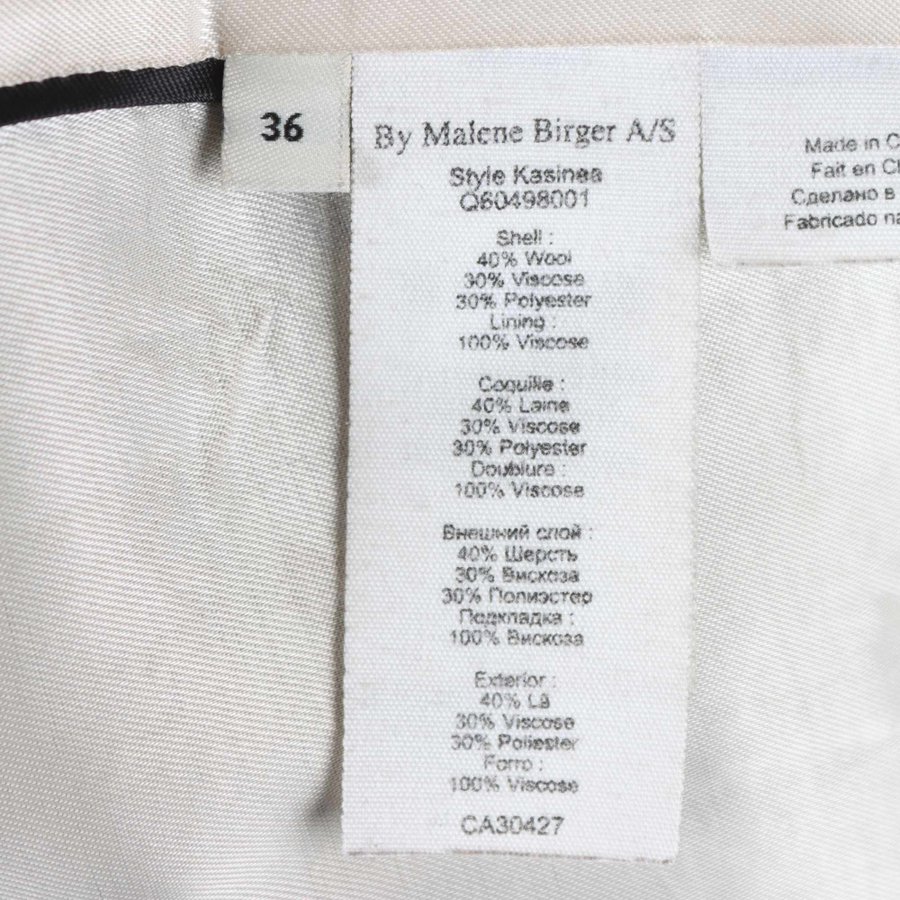 36
By Malene Birger A/S
Style Kasinea
Q60498001
Shell :
40% Wool
30% Viscose
30% Polyester
Lining :
100% Viscose
Coquille :
40% Laine
30% Viscose
30% Polyester
Doublure :
100% Viscose
Внешний слой :
40% Шерсть
30% Вискоза
30% Полиэстер
Подкладка :
100% Вискоза
Exterior :
40% Lã
30% Viscose
30% Poliester
Forro :
100% Viscose
CA30427
Made in C
Fait en Ch
Сделано в
Fabricado na